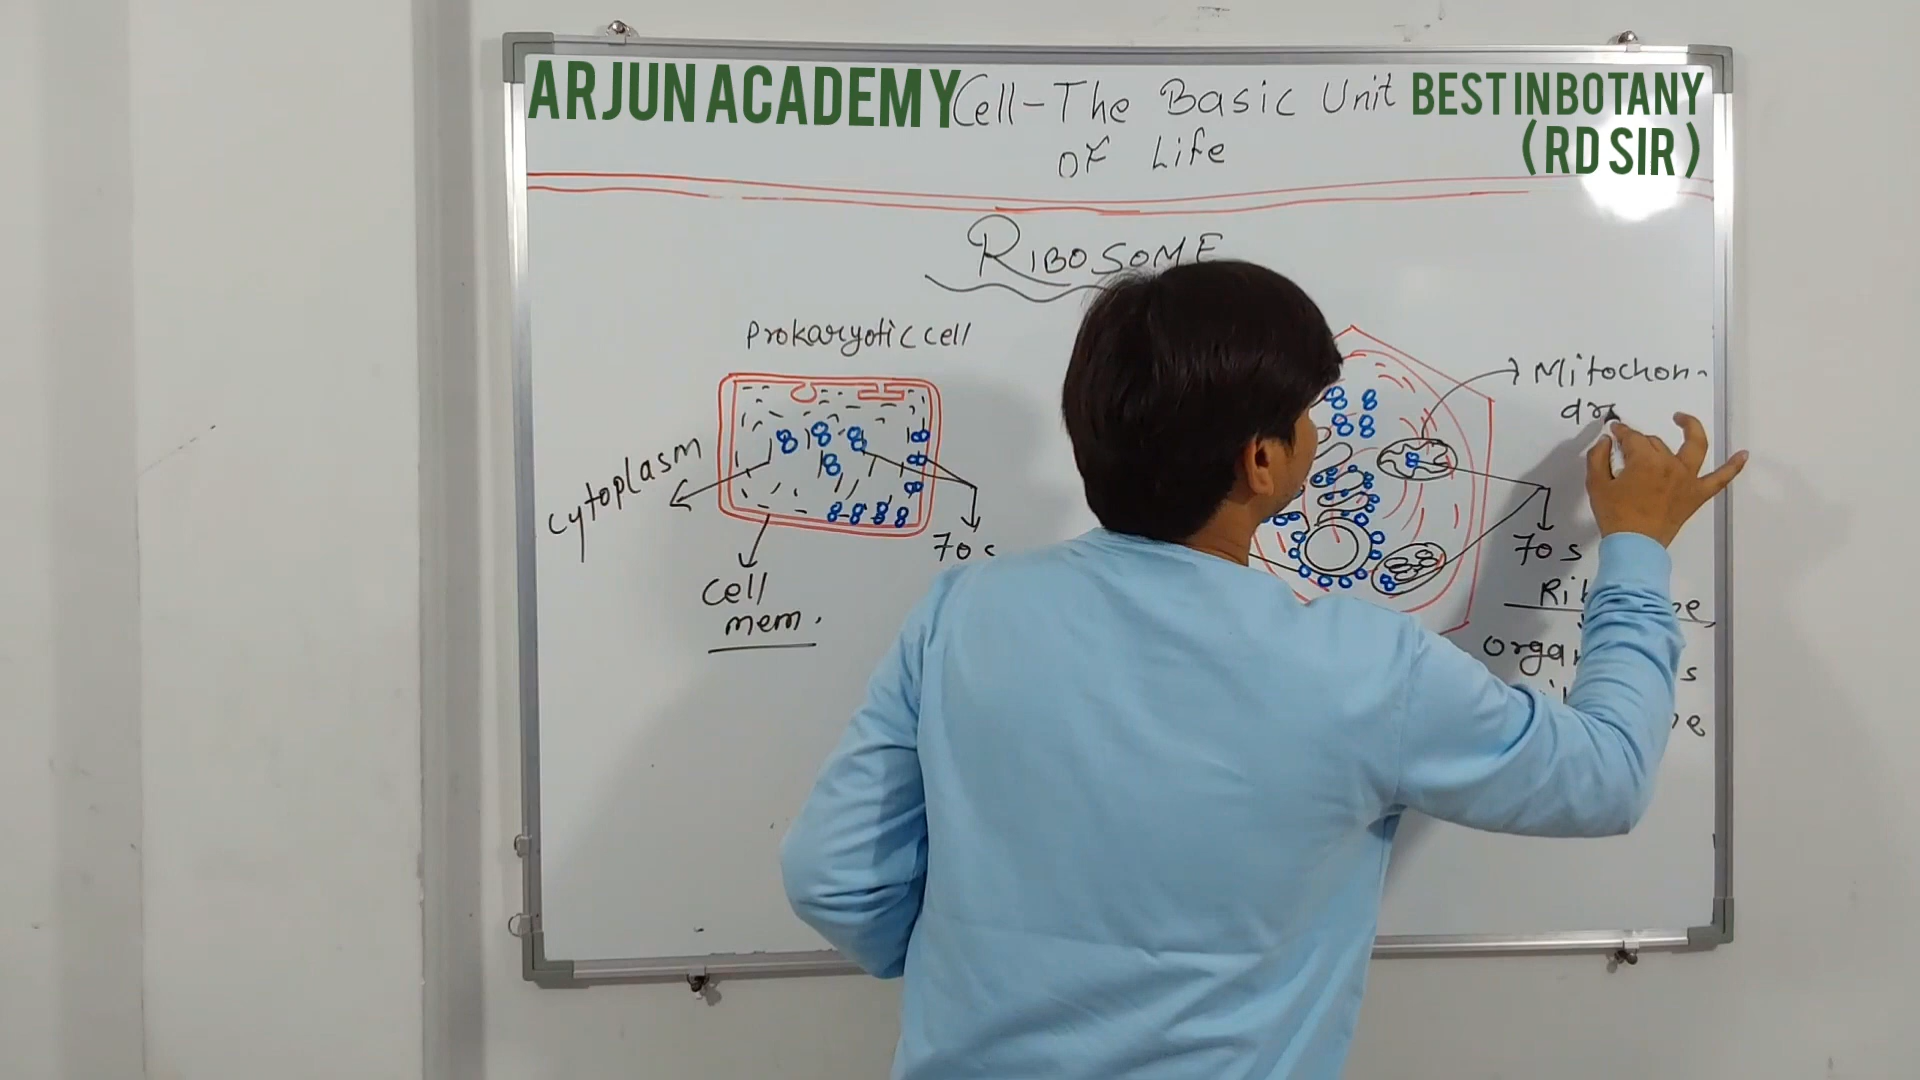 ARJUN ACADEMY
Cell-The Basic Unit
of Life
BEST IN BOTANY
(RD SIR)
RIBOSOME
Prokaryotic cell
cytoplasm
cell
mem.
70
Mitochon-
dr
70 s